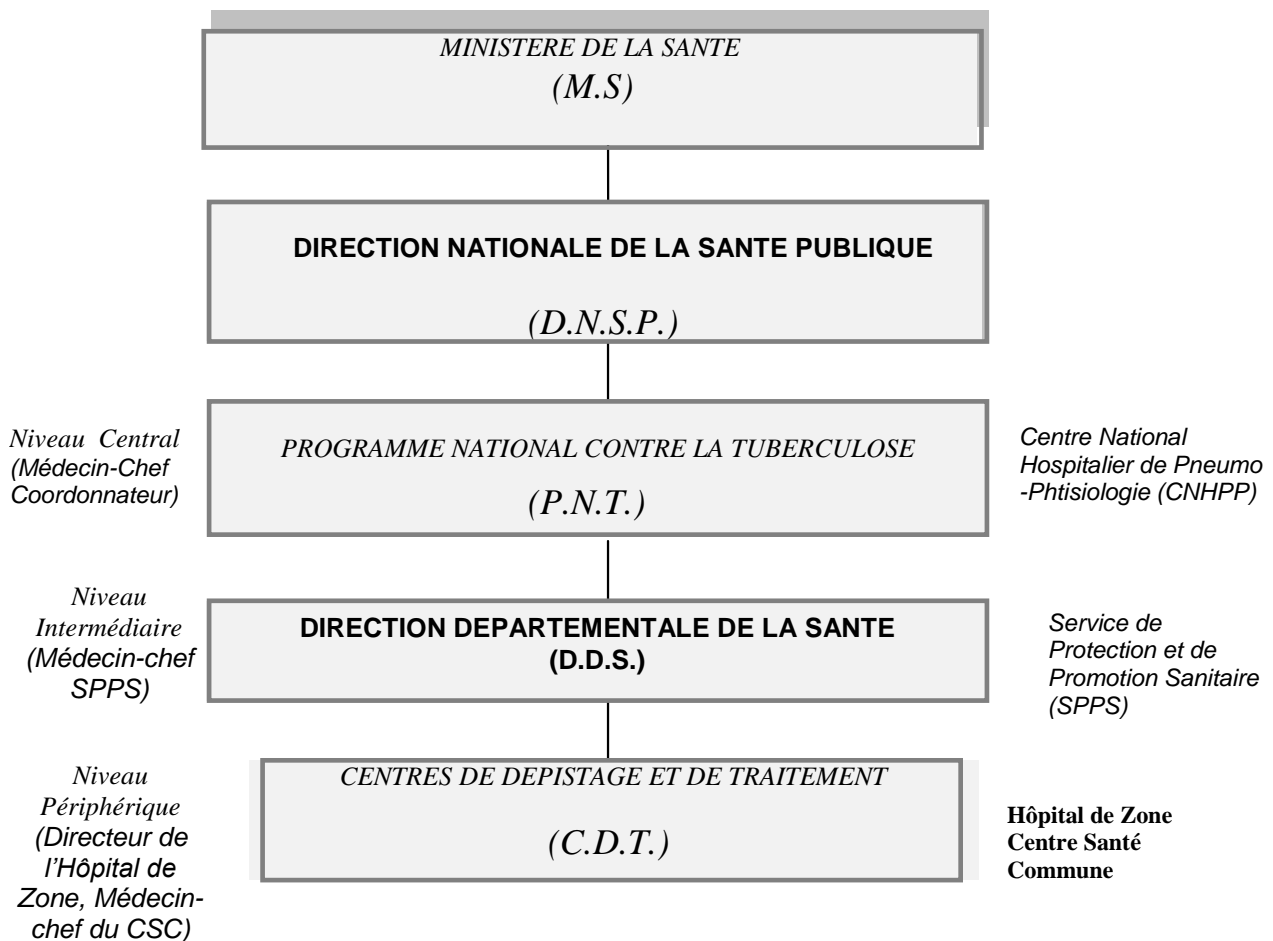 MINISTERE DE LA SANTE
(M.S)
DIRECTION NATIONALE DE LA SANTE PUBLIQUE
(D.N.S.P.)
Niveau Central
(Médecin-Chef
Coordonnateur)
PROGRAMME NATIONAL CONTRE LA TUBERCULOSE
(P.N.T.)
Centre National
Hospitalier de Pneumo
-Phtisiologie (CNHPP)
Niveau
Intermédiaire
(Médecin-chef
SPPS)
DIRECTION DEPARTEMENTALE DE LA SANTE
(D.D.S.)
Service de
Protection et de
Promotion Sanitaire
(SPPS)
Niveau
Périphérique
(Directeur de
l'Hôpital de
Zone, Médecin-
chef du CSC)
CENTRES DE DEPISTAGE ET DE TRAITEMENT
(C.D.T.)
Hôpital de Zone
Centre Santé
Commune